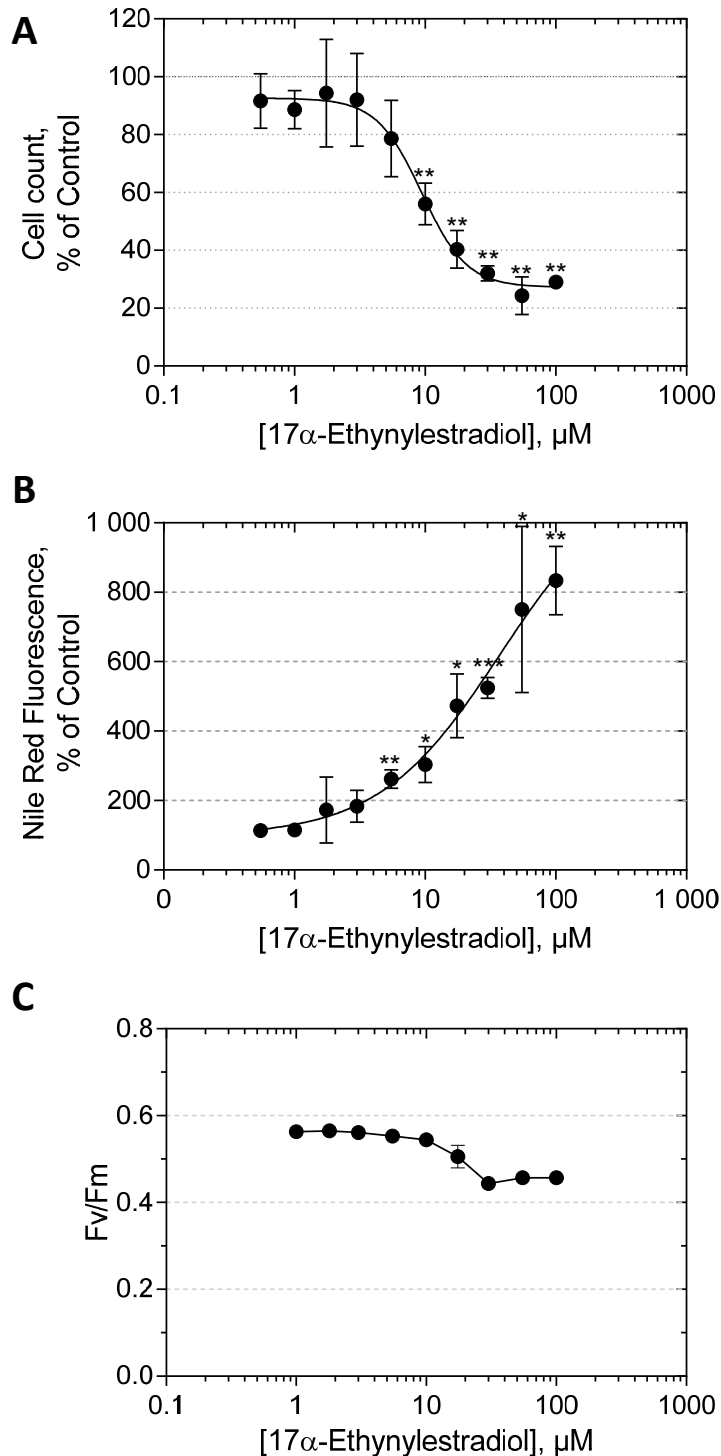 A
120
100
80
60
40
20
0
Cell count,
% of Control
**
**
**
**
**
0.1 1 10 100 1000
[17α-Ethynylestradiol], µM
B
1 000
800
600
400
200
0
Nile Red Fluorescence,
% of Control
**
*
*
***
*
**
0 1 10 100 1 000
[17α-Ethynylestradiol], µM
C
0.8
0.6
0.4
0.2
0.0
Fv/Fm
0.1 1 10 100 1000
[17α-Ethynylestradiol], µM